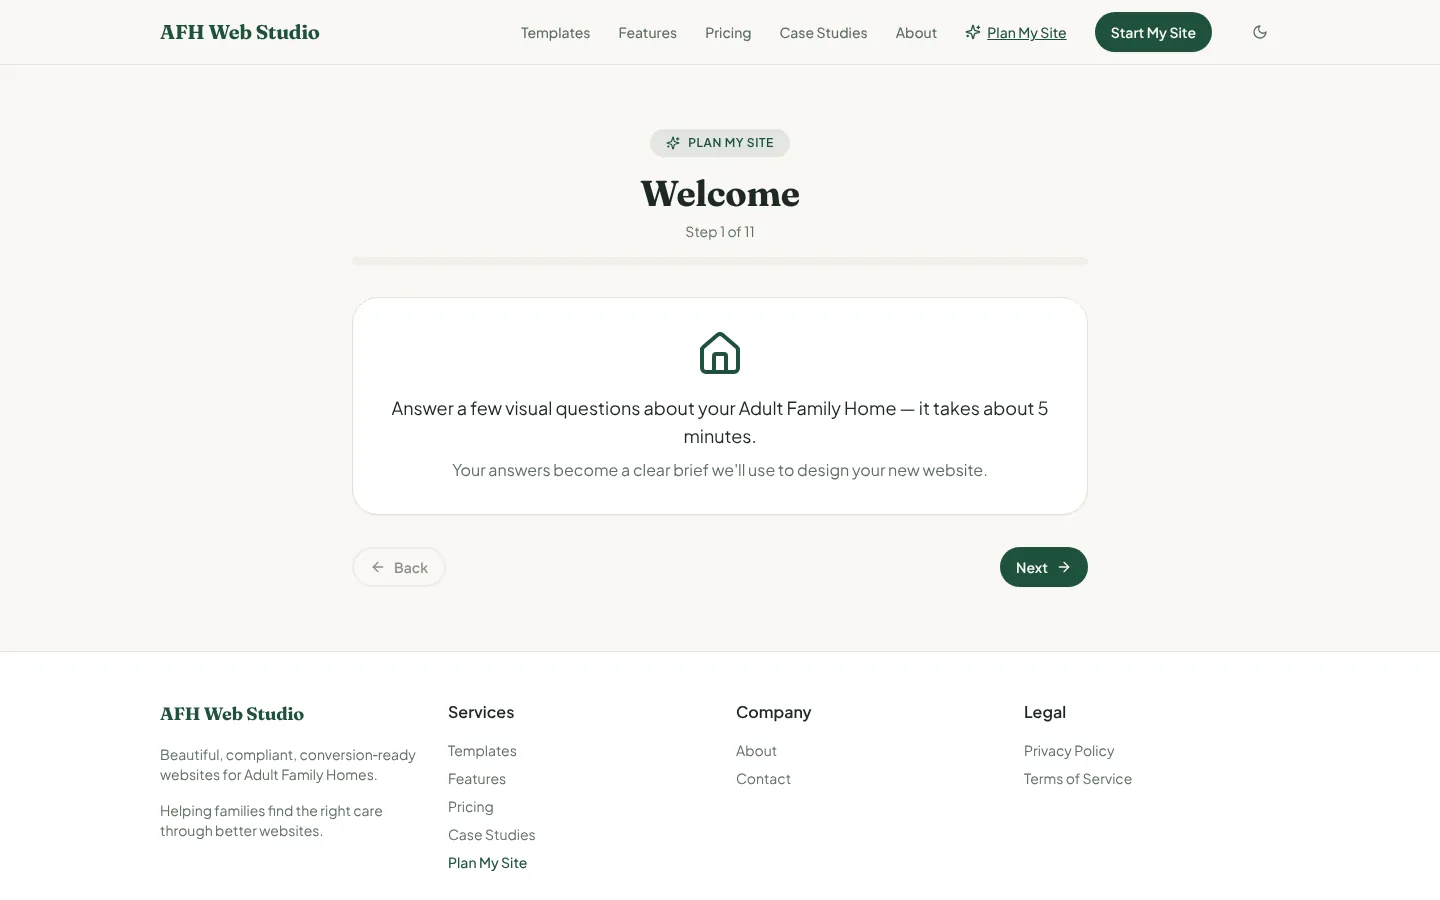 AFH Web Studio
Templates
Features
Pricing
Case Studies
About
Plan My Site
Start My Site
PLAN MY SITE
Welcome
Step 1 of 11
Answer a few visual questions about your Adult Family Home — it takes about 5
minutes.
Your answers become a clear brief we'll use to design your new website.
Back
Next
AFH Web Studio
Beautiful, compliant, conversion-ready
websites for Adult Family Homes.
Helping families find the right care
through better websites.
Services
Templates
Features
Pricing
Case Studies
Plan My Site
Company
About
Contact
Legal
Privacy Policy
Terms of Service